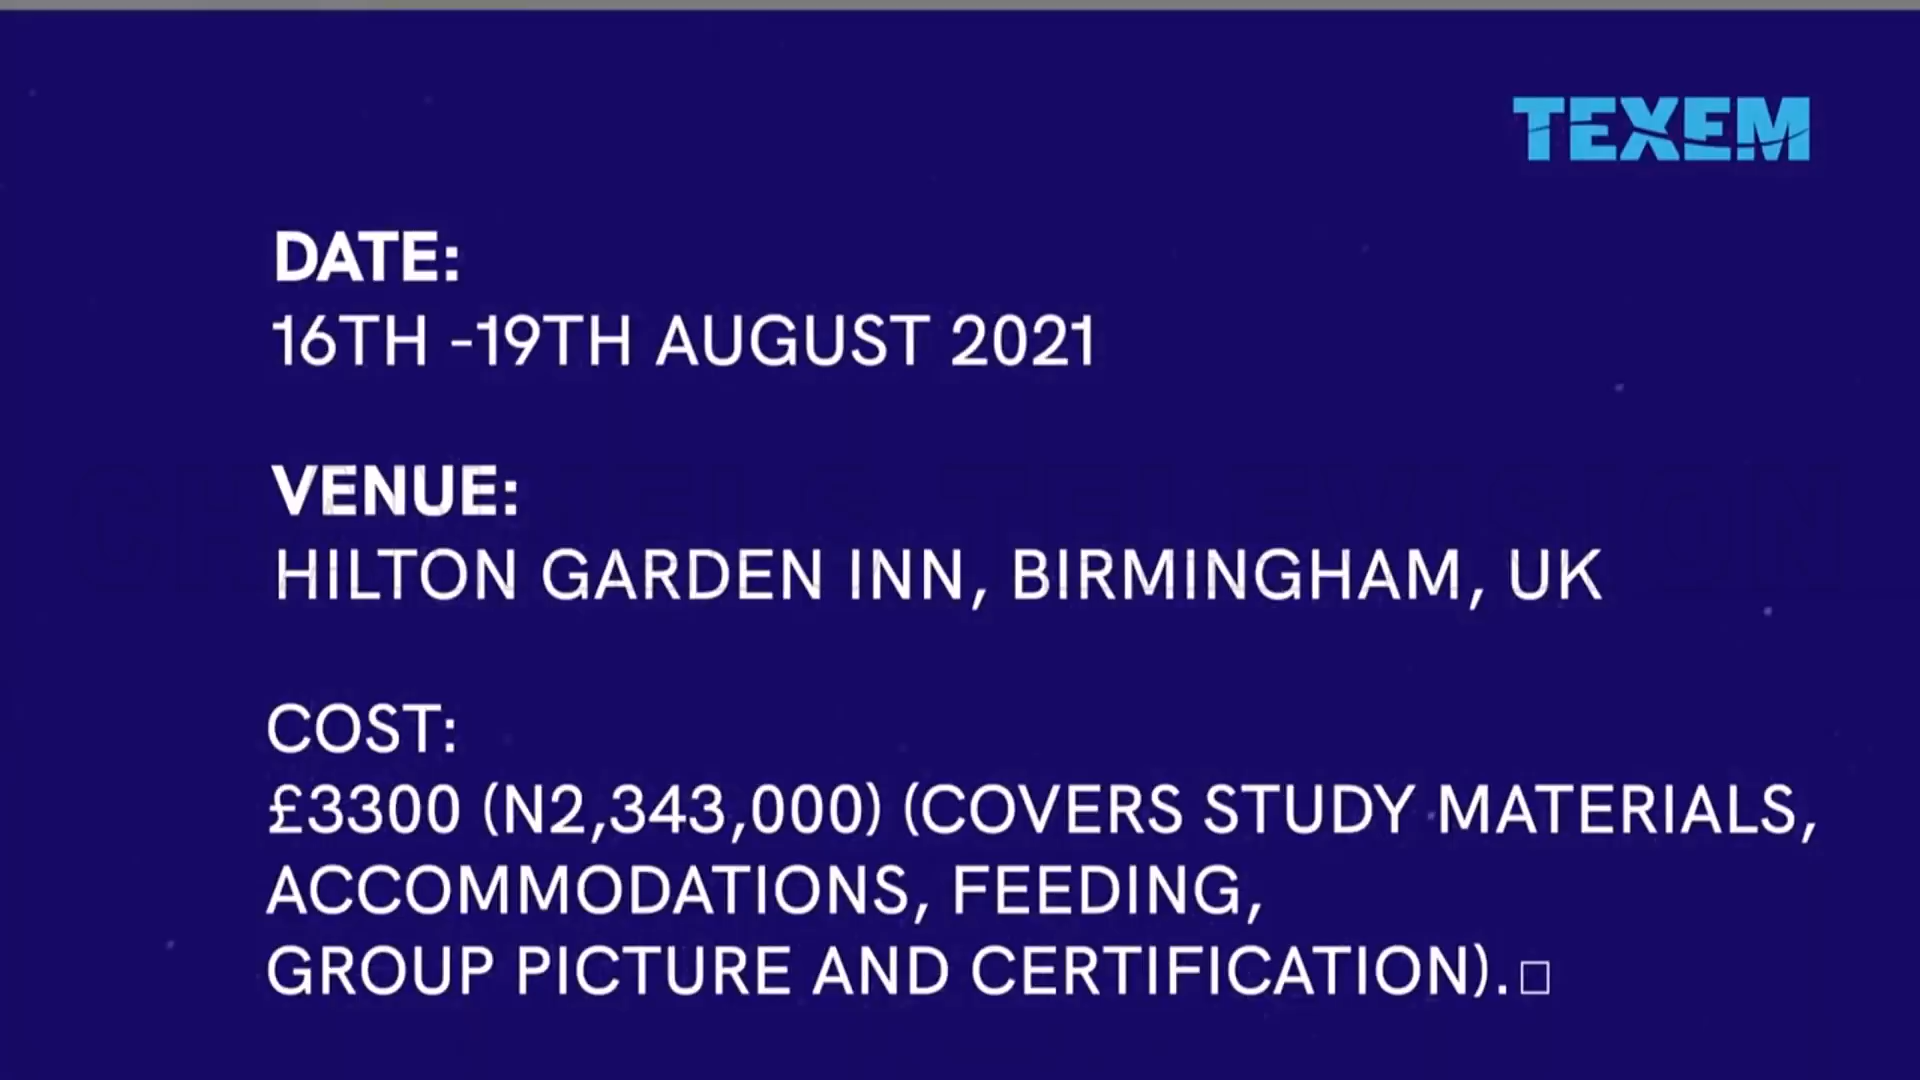 TEXEM
DATE:
16TH -19TH AUGUST 2021
VENUE:
HILTON GARDEN INN, BIRMINGHAM, UK
COST:
£3300 (N2,343,000) (COVERS STUDY MATERIALS,
ACCOMMODATIONS, FEEDING,
GROUP PICTURE AND CERTIFICATION).